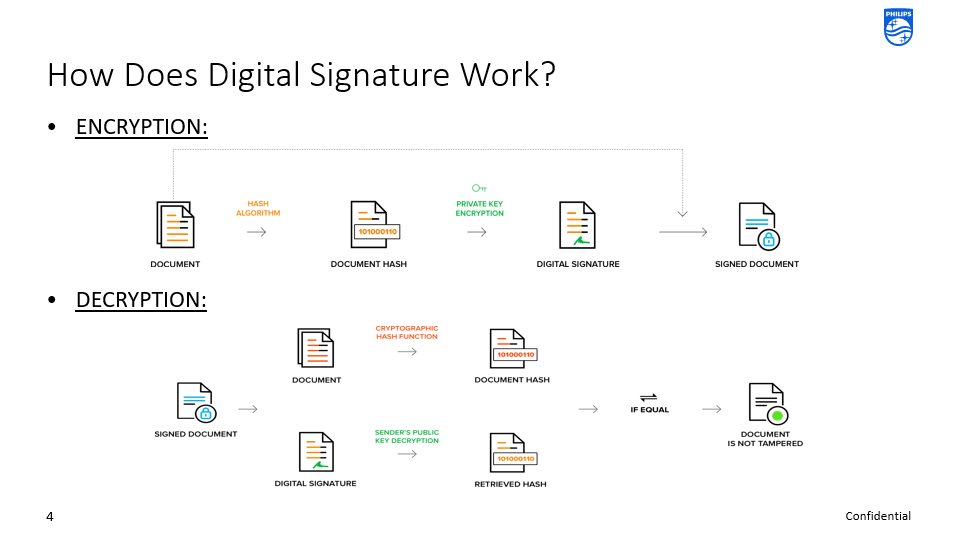 PHILIPS
How Does Digital Signature Work?
• ENCRYPTION:
HASH
ALGORITHM
PRIVATE KEY
ENCRYPTION
101000110
DOCUMENT
DOCUMENT HASH
DIGITAL SIGNATURE
SIGNED DOCUMENT
• DECRYPTION:
CRYPTOGRAPHIC
HASH FUNCTION
101000110
DOCUMENT
DOCUMENT HASH
IF EQUAL
SIGNED DOCUMENT
DOCUMENT
IS NOT TAMPERED
SENDER'S PUBLIC
KEY DECRYPTION
101000110
DIGITAL SIGNATURE
RETRIEVED HASH
4
Confidential